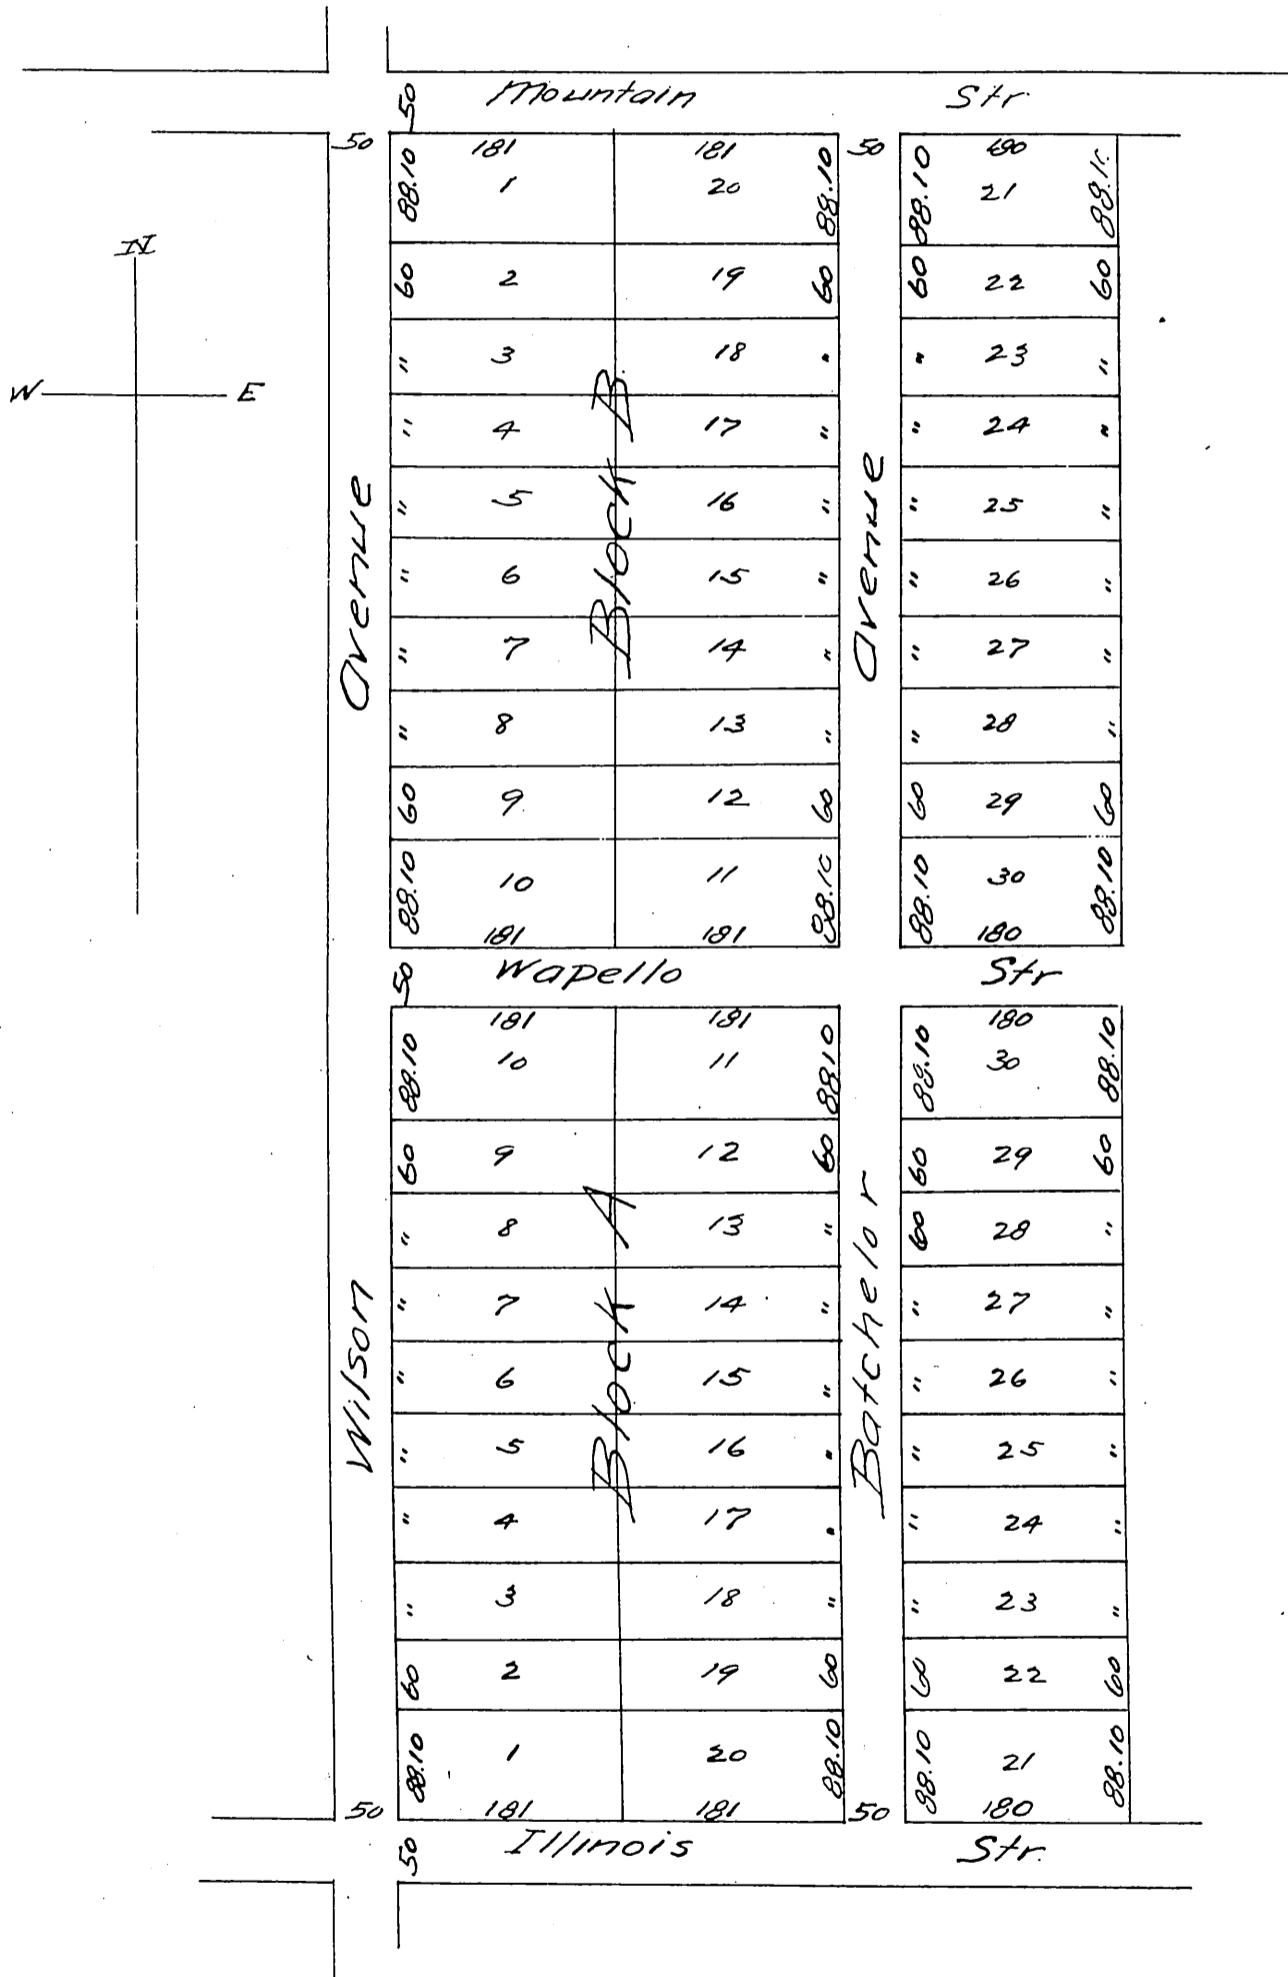 Mountain Str
50
50 181 181 50 180
88.10 1 20 88.10 88.10 21 88.10
N
60 2 19 60 60 22 60
" 3 18 " " 23 "
W E
" 4 17 " " 24 "
" 5 16 " " 25 "
" 6 15 " " 26 "
" 7 14 " " 27 "
" 8 13 " " 28 "
60 9 12 60 60 29 60
88.10 10 11 88.10 88.10 30 88.10
181 181 180
Block B
Avenue
Avenue
50 Wapello Str
181 181 180
88.10 10 11 88.10 88.10 30 88.10
60 9 12 60 60 29 60
" 8 13 " 60 28 "
" 7 14 " " 27 "
" 6 15 " " 26 "
" 5 16 " " 25 "
" 4 17 " " 24 "
" 3 18 " " 23 "
60 2 19 60 60 22 60
88.10 1 20 88.10 88.10 21 88.10
50 181 181 50 180
Block A
Wilson
Batchelor
50 Illinois Str.